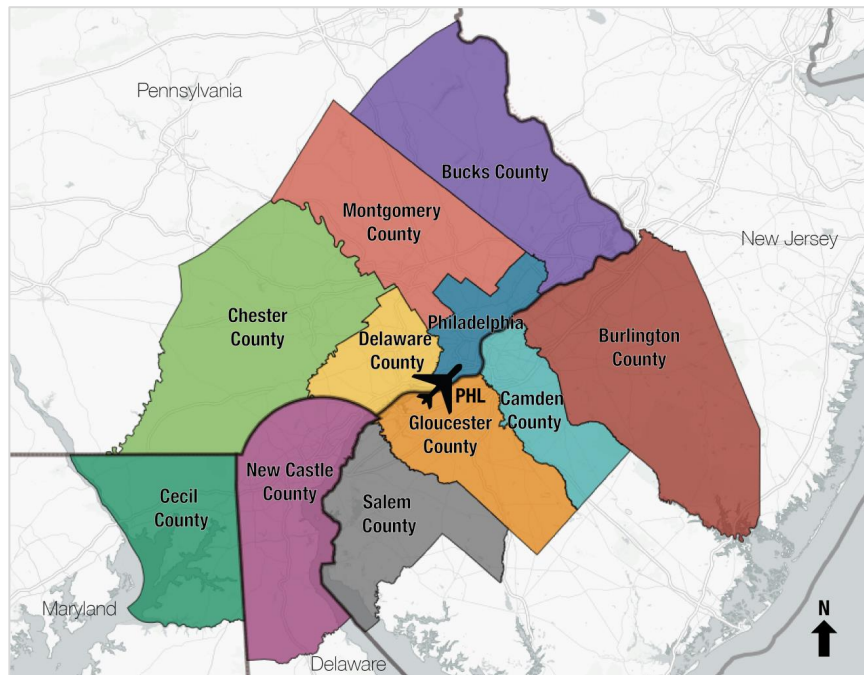 Pennsylvania
Bucks County
Montgomery
County
New Jersey
Chester
County
Philadelphia
Delaware
County
Burlington
County
PHL
Camden
County
Gloucester
County
New Castle
County
Cecil
County
Salem
County
Maryland
Delaware
N